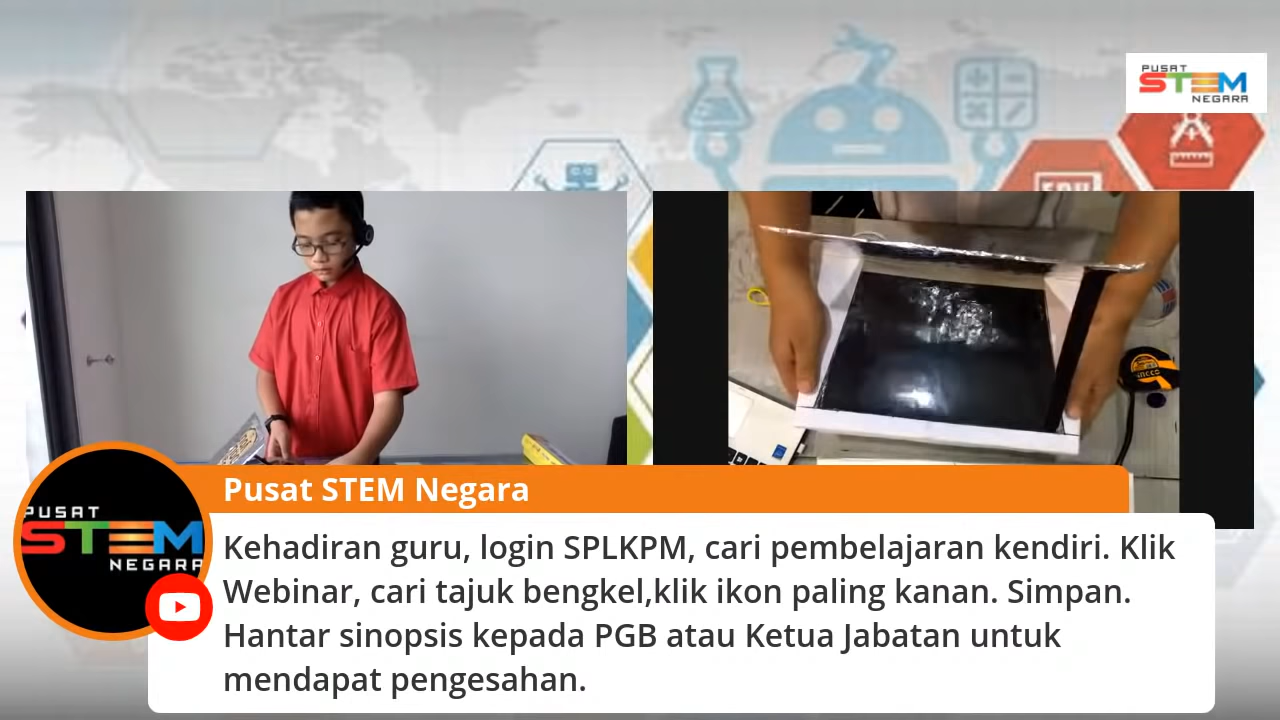 PUSAT
STEM
NEGARA
EDU
Pusat STEM Negara
PUSAT
STEM
NEGARA
Kehadiran guru, login SPLKPM, cari pembelajaran kendiri. Klik
Webinar, cari tajuk bengkel,klik ikon paling kanan. Simpan.
Hantar sinopsis kepada PGB atau Ketua Jabatan untuk
mendapat pengesahan.